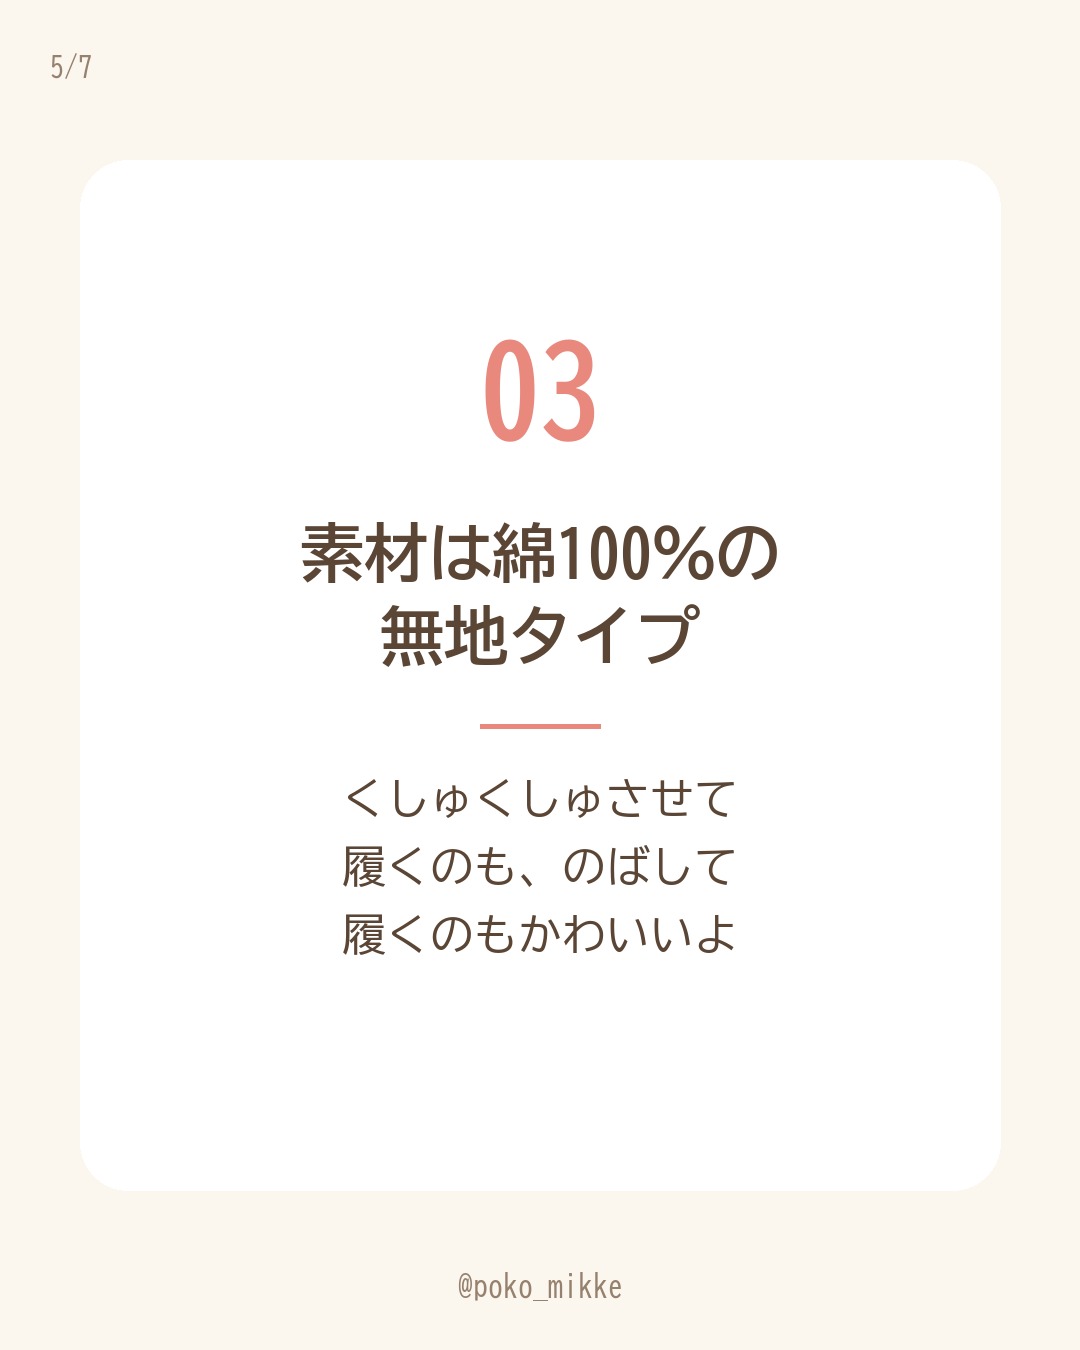 5/7
03
素材は綿100%の
無地タイプ
くしゅくしゅさせて
履くのも、のばして
履くのもかわいいよ
@poko_mikke